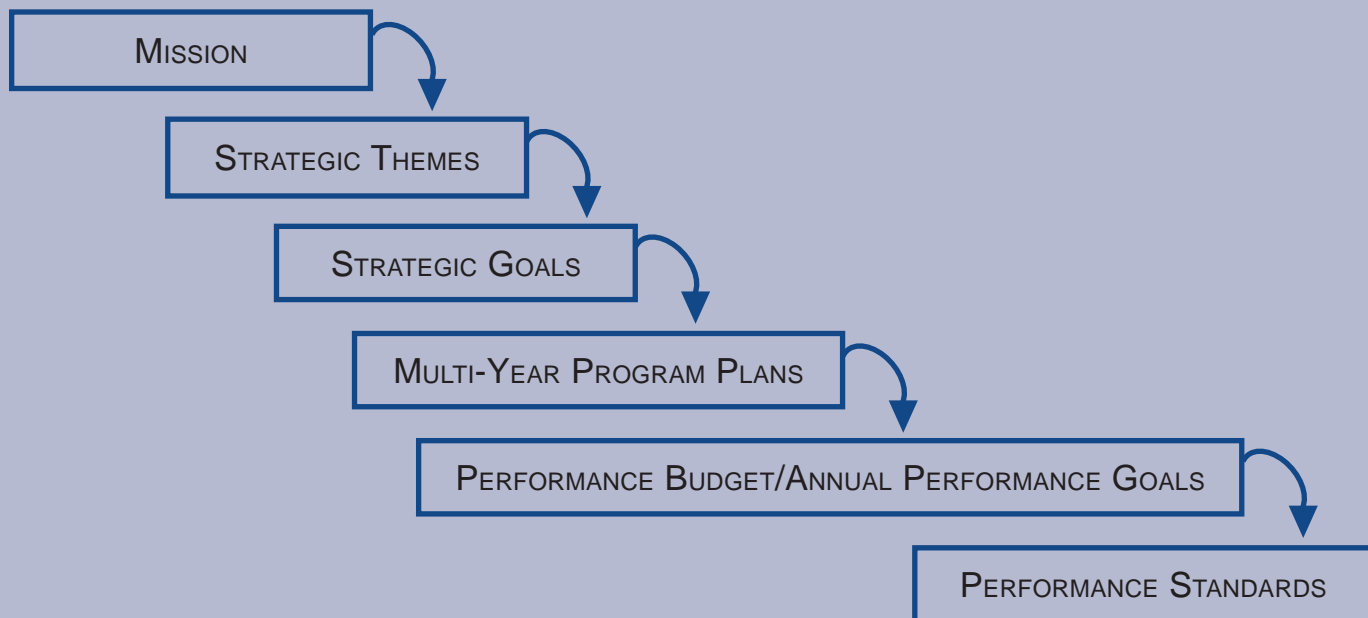 Mission
Strategic Themes
Strategic Goals
Multi-Year Program Plans
Performance Budget/Annual Performance Goals
Performance Standards